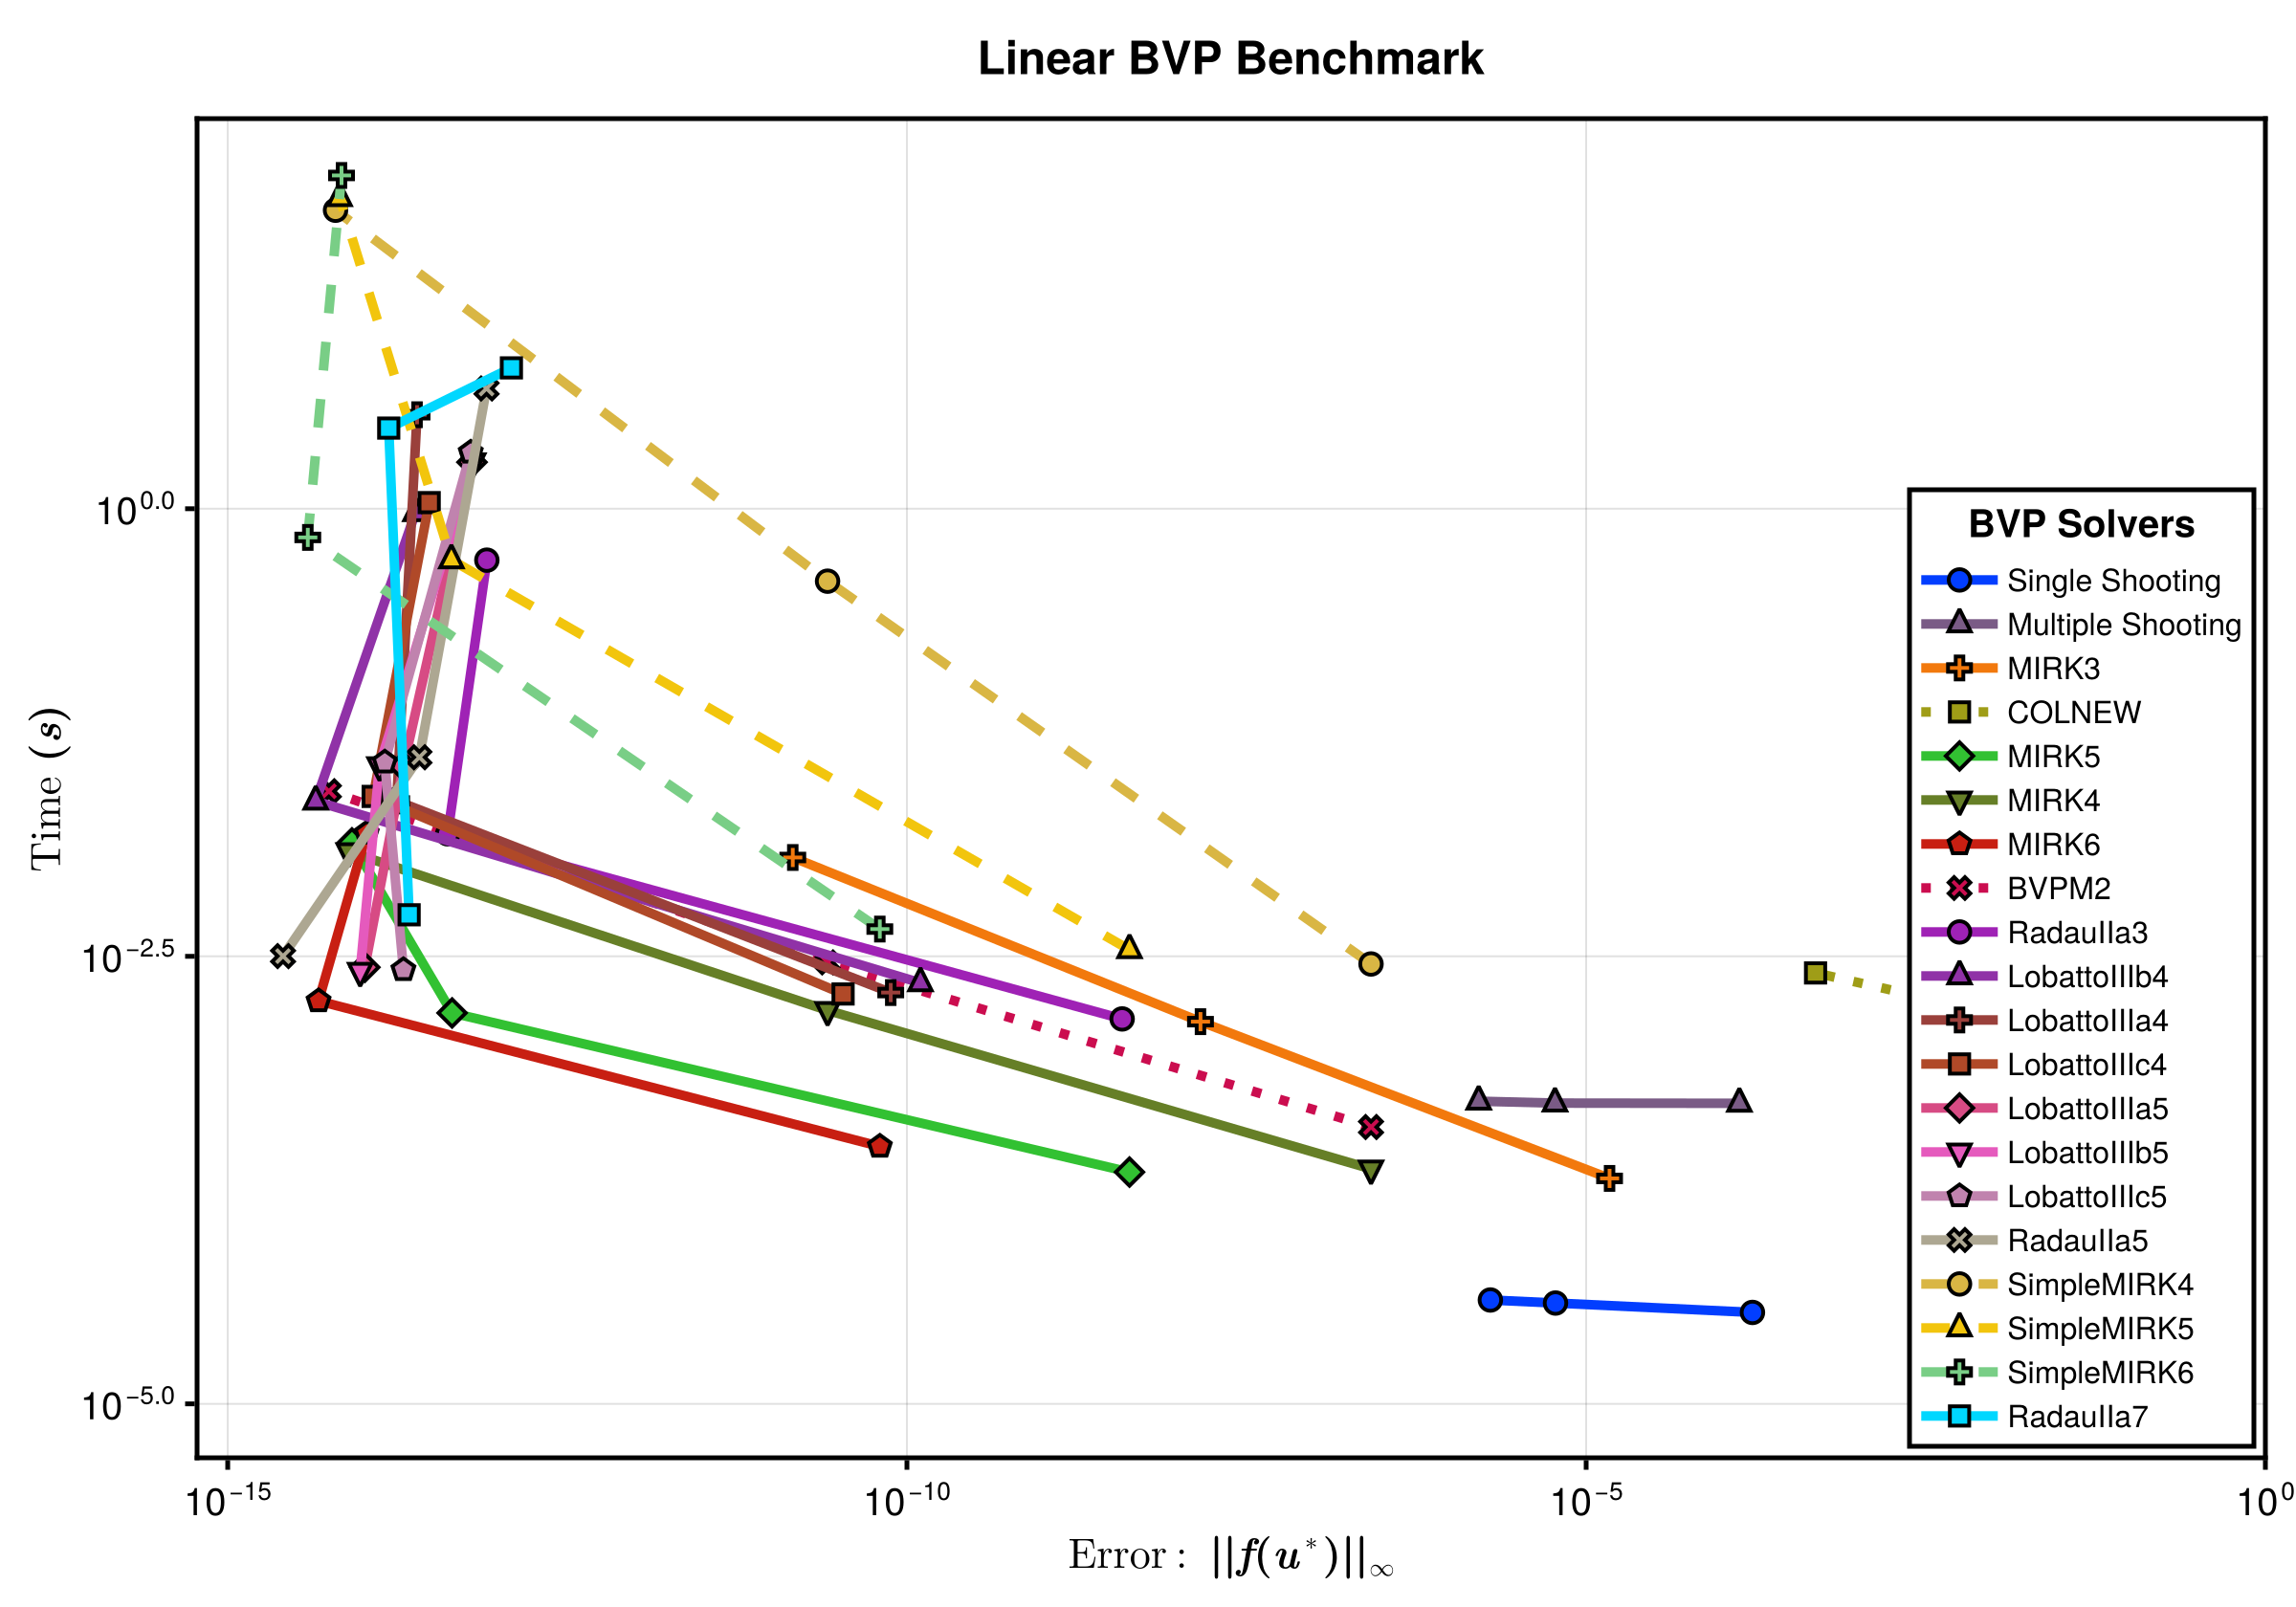 Linear BVP Benchmark
Time (s)
10^0.0
10^−2.5
10^−5.0
BVP Solvers
Single Shooting
Multiple Shooting
MIRK3
COLNEW
MIRK5
MIRK4
MIRK6
BVPM2
RadauIIa3
LobattoIIIb4
LobattoIIIa4
LobattoIIIc4
LobattoIIIa5
LobattoIIIb5
LobattoIIIc5
RadauIIa5
SimpleMIRK4
SimpleMIRK5
SimpleMIRK6
RadauIIa7
10^−15
10^−10
10^−5
10^0
Error: ||f(u*)||∞